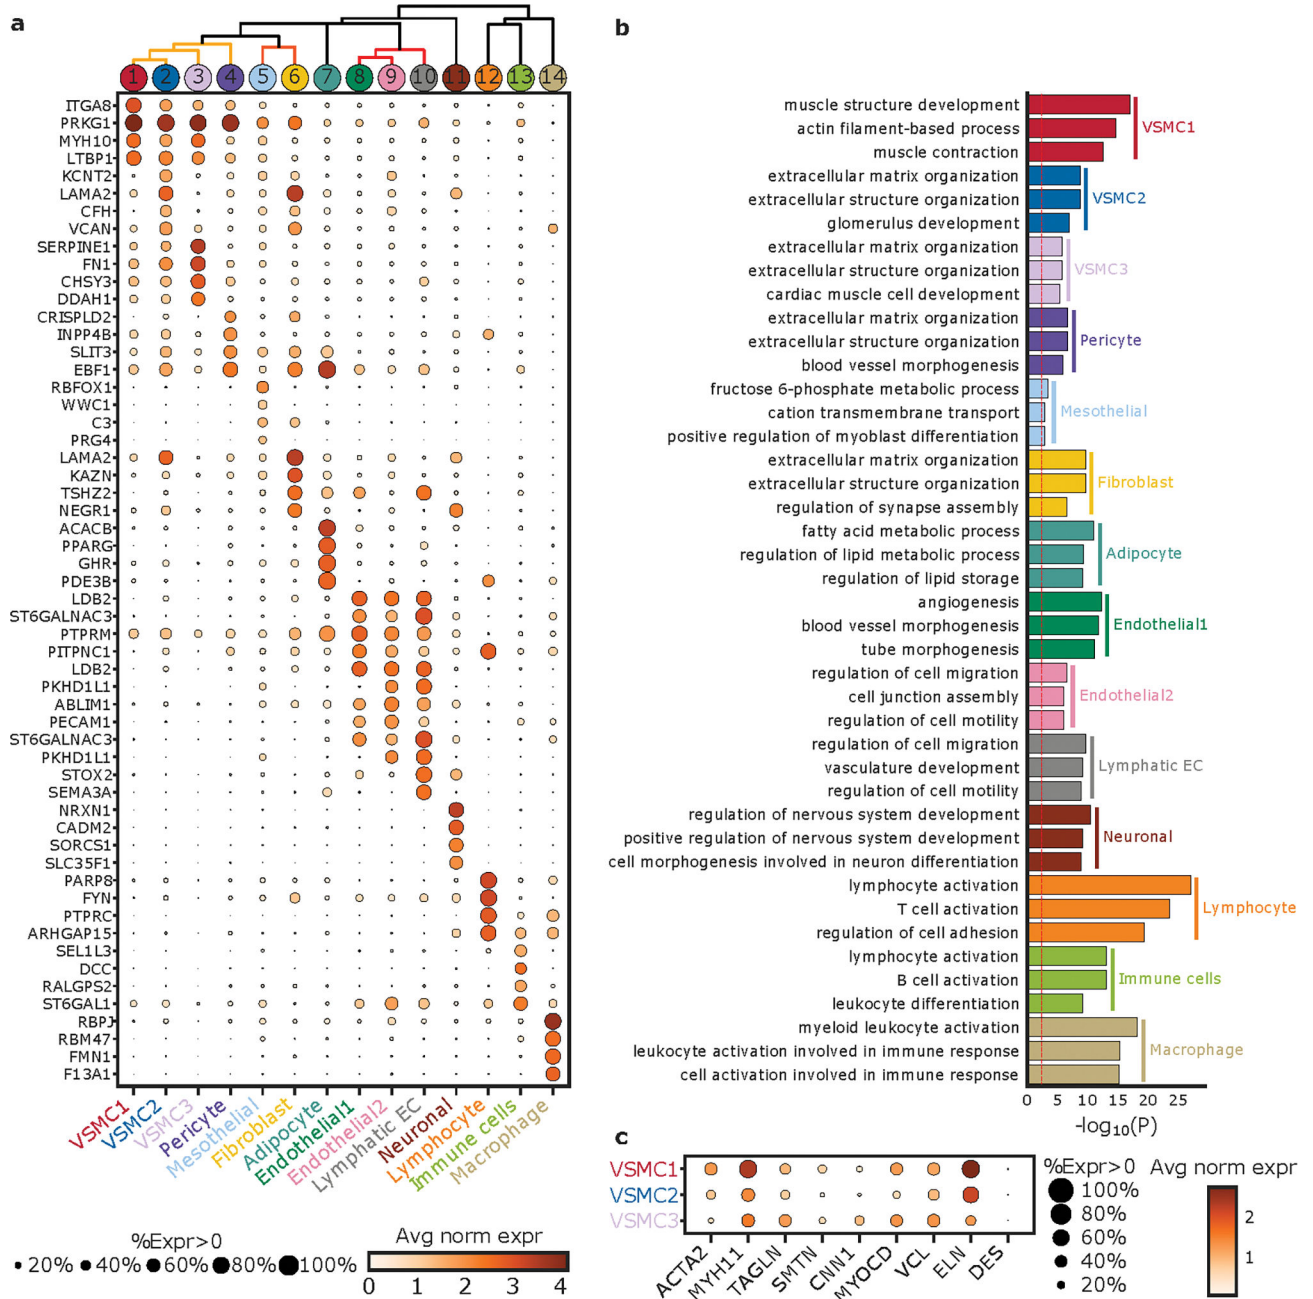 a
1 2 3 4 5 6 7 8 9 10 11 12 13 14
ITGA8
PRKG1
MYH10
LTBP1
KCNT2
LAMA2
CFH
VCAN
SERPINE1
FN1
CHSY3
DDAH1
CRISPLD2
INPP4B
SLIT3
EBF1
RBFOX1
WWC1
C3
PRG4
LAMA2
KAZN
TSHZ2
NEGR1
ACACB
PPARG
GHR
PDE3B
LDB2
ST6GALNAC3
PTPRM
PITPNC1
LDB2
PKHD1L1
ABLIM1
PECAM1
ST6GALNAC3
PKHD1L1
STOX2
SEMA3A
NRXN1
CADM2
SORCS1
SLC35F1
PARP8
FYN
PTPRC
ARHGAP15
SEL1L3
DCC
RALGPS2
ST6GAL1
RBPJ
RBM47
FMN1
F13A1
VSMC1
VSMC2
VSMC3
Pericyte
Mesothelial
Fibroblast
Adipocyte
Endothelial1
Endothelial2
Lymphatic EC
Neuronal
Lymphocyte
Immune cells
Macrophage
%Expr>0
20% 40% 60% 80% 100%
Avg norm expr
0 1 2 3 4
b
muscle structure development
actin filament-based process
muscle contraction
extracellular matrix organization
extracellular structure organization
glomerulus development
extracellular matrix organization
extracellular structure organization
cardiac muscle cell development
extracellular matrix organization
extracellular structure organization
blood vessel morphogenesis
fructose 6-phosphate metabolic process
cation transmembrane transport
positive regulation of myoblast differentiation
extracellular matrix organization
extracellular structure organization
regulation of synapse assembly
fatty acid metabolic process
regulation of lipid metabolic process
regulation of lipid storage
angiogenesis
blood vessel morphogenesis
tube morphogenesis
regulation of cell migration
cell junction assembly
regulation of cell motility
regulation of cell migration
vasculature development
regulation of cell motility
regulation of nervous system development
positive regulation of nervous system development
cell morphogenesis involved in neuron differentiation
lymphocyte activation
T cell activation
regulation of cell adhesion
lymphocyte activation
B cell activation
leukocyte differentiation
myeloid leukocyte activation
leukocyte activation involved in immune response
cell activation involved in immune response
VSMC1
VSMC2
VSMC3
Pericyte
Mesothelial
Fibroblast
Adipocyte
Endothelial1
Endothelial2
Lymphatic EC
Neuronal
Lymphocyte
Immune cells
Macrophage
0 5 10 15 20 25
-log10(P)
c
VSMC1
VSMC2
VSMC3
ACTA2
MYH11
TAGLN
SMTN
CNN1
MYOCD
VCL
ELN
DES
%Expr>0
100%
80%
60%
40%
20%
Avg norm expr
2
1